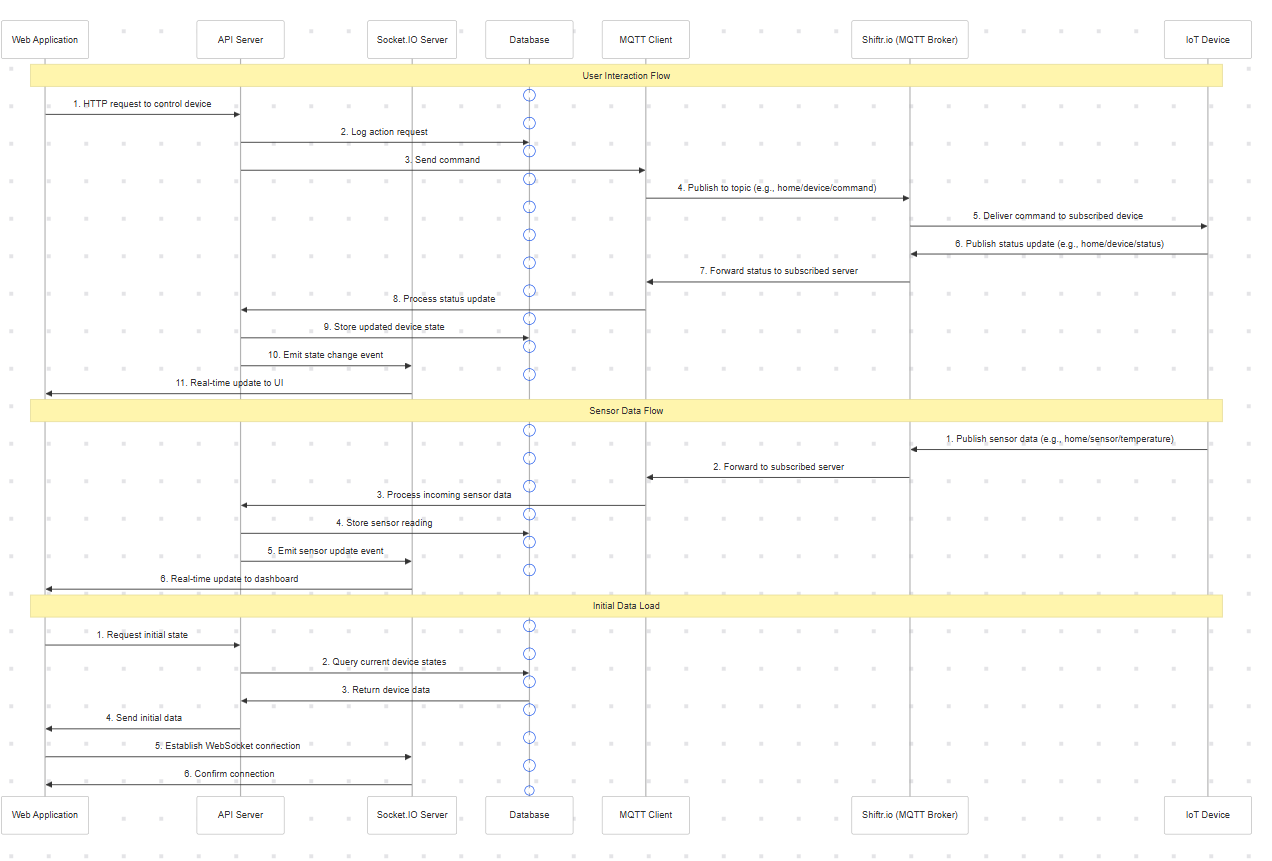 Web Application
API Server
Socket.IO Server
Database
MQTT Client
Shiftr.io (MQTT Broker)
IoT Device
User Interaction Flow
1. HTTP request to control device
2. Log action request
3. Send command
4. Publish to topic (e.g., home/device/command)
5. Deliver command to subscribed device
6. Publish status update (e.g., home/device/status)
7. Forward status to subscribed server
8. Process status update
9. Store updated device state
10. Emit state change event
11. Real-time update to UI
Sensor Data Flow
1. Publish sensor data (e.g., home/sensor/temperature)
2. Forward to subscribed server
3. Process incoming sensor data
4. Store sensor reading
5. Emit sensor update event
6. Real-time update to dashboard
Initial Data Load
1. Request initial state
2. Query current device states
3. Return device data
4. Send initial data
5. Establish WebSocket connection
6. Confirm connection
Web Application
API Server
Socket.IO Server
Database
MQTT Client
Shiftr.io (MQTT Broker)
IoT Device